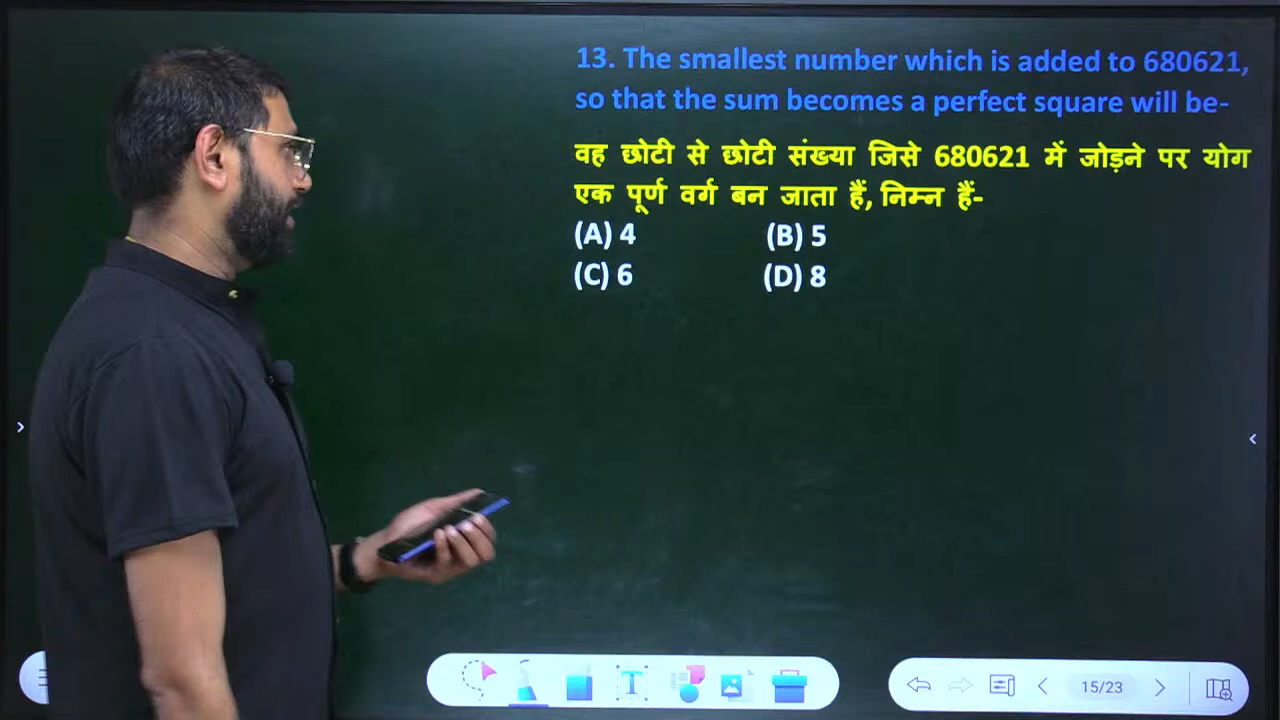 13. The smallest number which is added to 680621,
so that the sum becomes a perfect square will be-
वह छोटी से छोटी संख्या जिसे 680621 में जोड़ने पर योग
एक पूर्ण वर्ग बन जाता हैं, निम्न हैं-
(A) 4 (B) 5
(C) 6 (D) 8
15/23